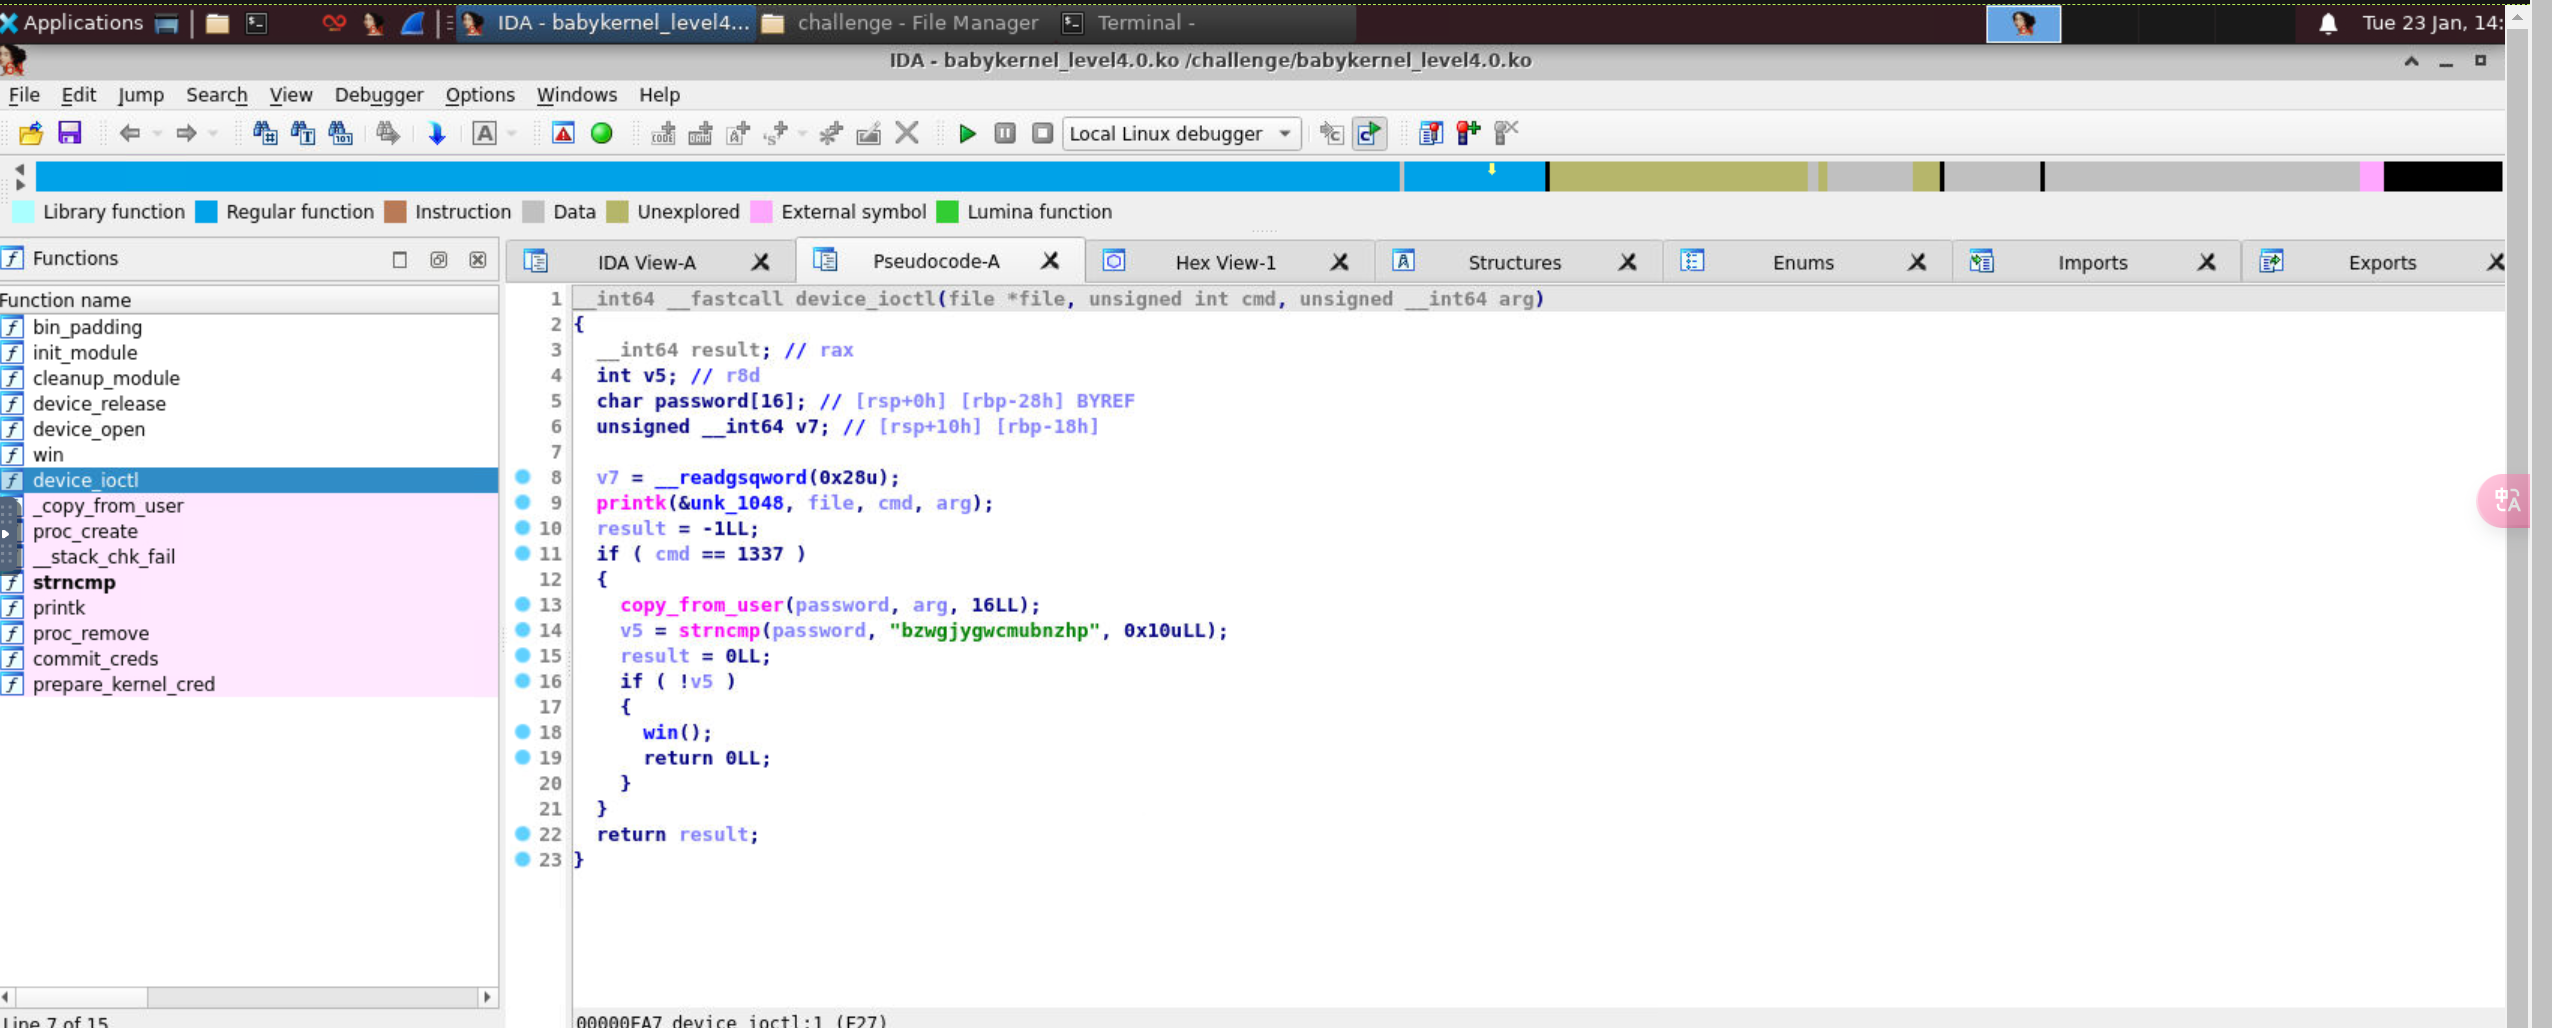 Applications
IDA - babykernel_level4...
challenge - File Manager
Terminal -
Tue 23 Jan, 14:
IDA - babykernel_level4.0.ko /challenge/babykernel_level4.0.ko
File Edit Jump Search View Debugger Options Windows Help
Local Linux debugger
Library function Regular function Instruction Data Unexplored External symbol Lumina function
Functions
Function name
bin_padding
init_module
cleanup_module
device_release
device_open
win
device_ioctl
_copy_from_user
proc_create
__stack_chk_fail
strncmp
printk
proc_remove
commit_creds
prepare_kernel_cred
Line 7 of 15
IDA View-A Pseudocode-A Hex View-1 Structures Enums Imports Exports
1 __int64 __fastcall device_ioctl(file *file, unsigned int cmd, unsigned __int64 arg)
2 {
3 __int64 result; // rax
4 int v5; // r8d
5 char password[16]; // [rsp+0h] [rbp-28h] BYREF
6 unsigned __int64 v7; // [rsp+10h] [rbp-18h]
7
8 v7 = __readgsqword(0x28u);
9 printk(&unk_1048, file, cmd, arg);
10 result = -1LL;
11 if ( cmd == 1337 )
12 {
13 copy_from_user(password, arg, 16LL);
14 v5 = strncmp(password, "bzwgjygwcmubnzhp", 0x10uLL);
15 result = 0LL;
16 if ( !v5 )
17 {
18 win();
19 return 0LL;
20 }
21 }
22 return result;
23 }
00000FA7 device_ioctl:1 (F27)
中A